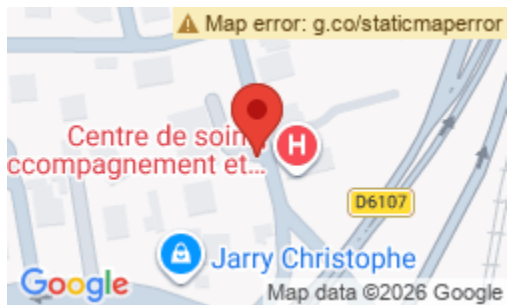 Map error: g.co/staticmaperror
Centre de soin
ccompagnement et...
H
D6107
Jarry Christophe
Google
Map data ©2026 Google